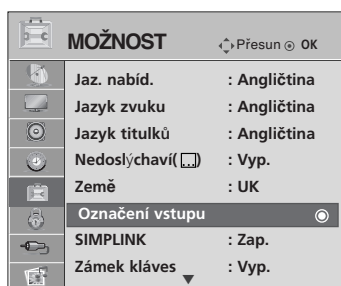 MOŽNOST Přesun OK
Jaz. nabíd. : Angličtina
Jazyk zvuku : Angličtina
Jazyk titulků : Angličtina
Nedoslýchaví( ) : Vyp.
Země : UK
Označení vstupu
SIMPLINK : Zap.
Zámek kláves : Vyp.